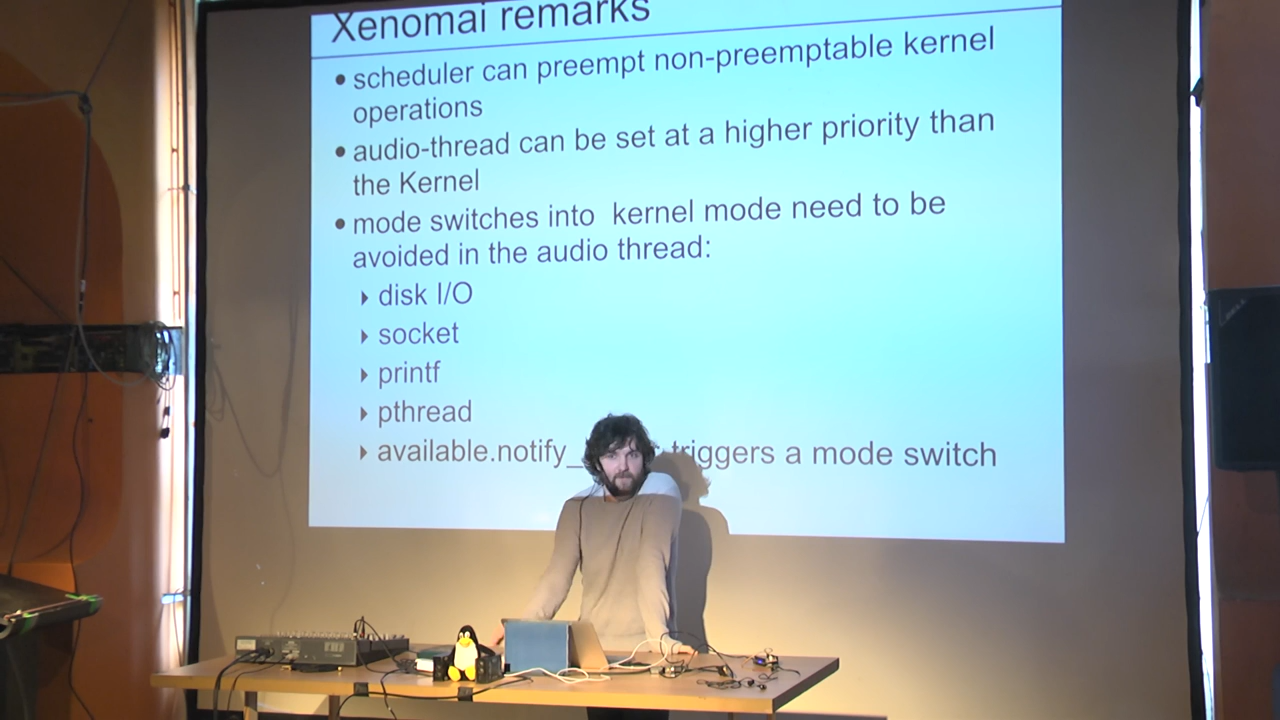 Xenomai remarks
• scheduler can preempt non-preemptable kernel
operations
• audio-thread can be set at a higher priority than
the Kernel
• mode switches into kernel mode need to be
avoided in the audio thread:
disk I/O
socket
printf
pthread
available.notify_ triggers a mode switch